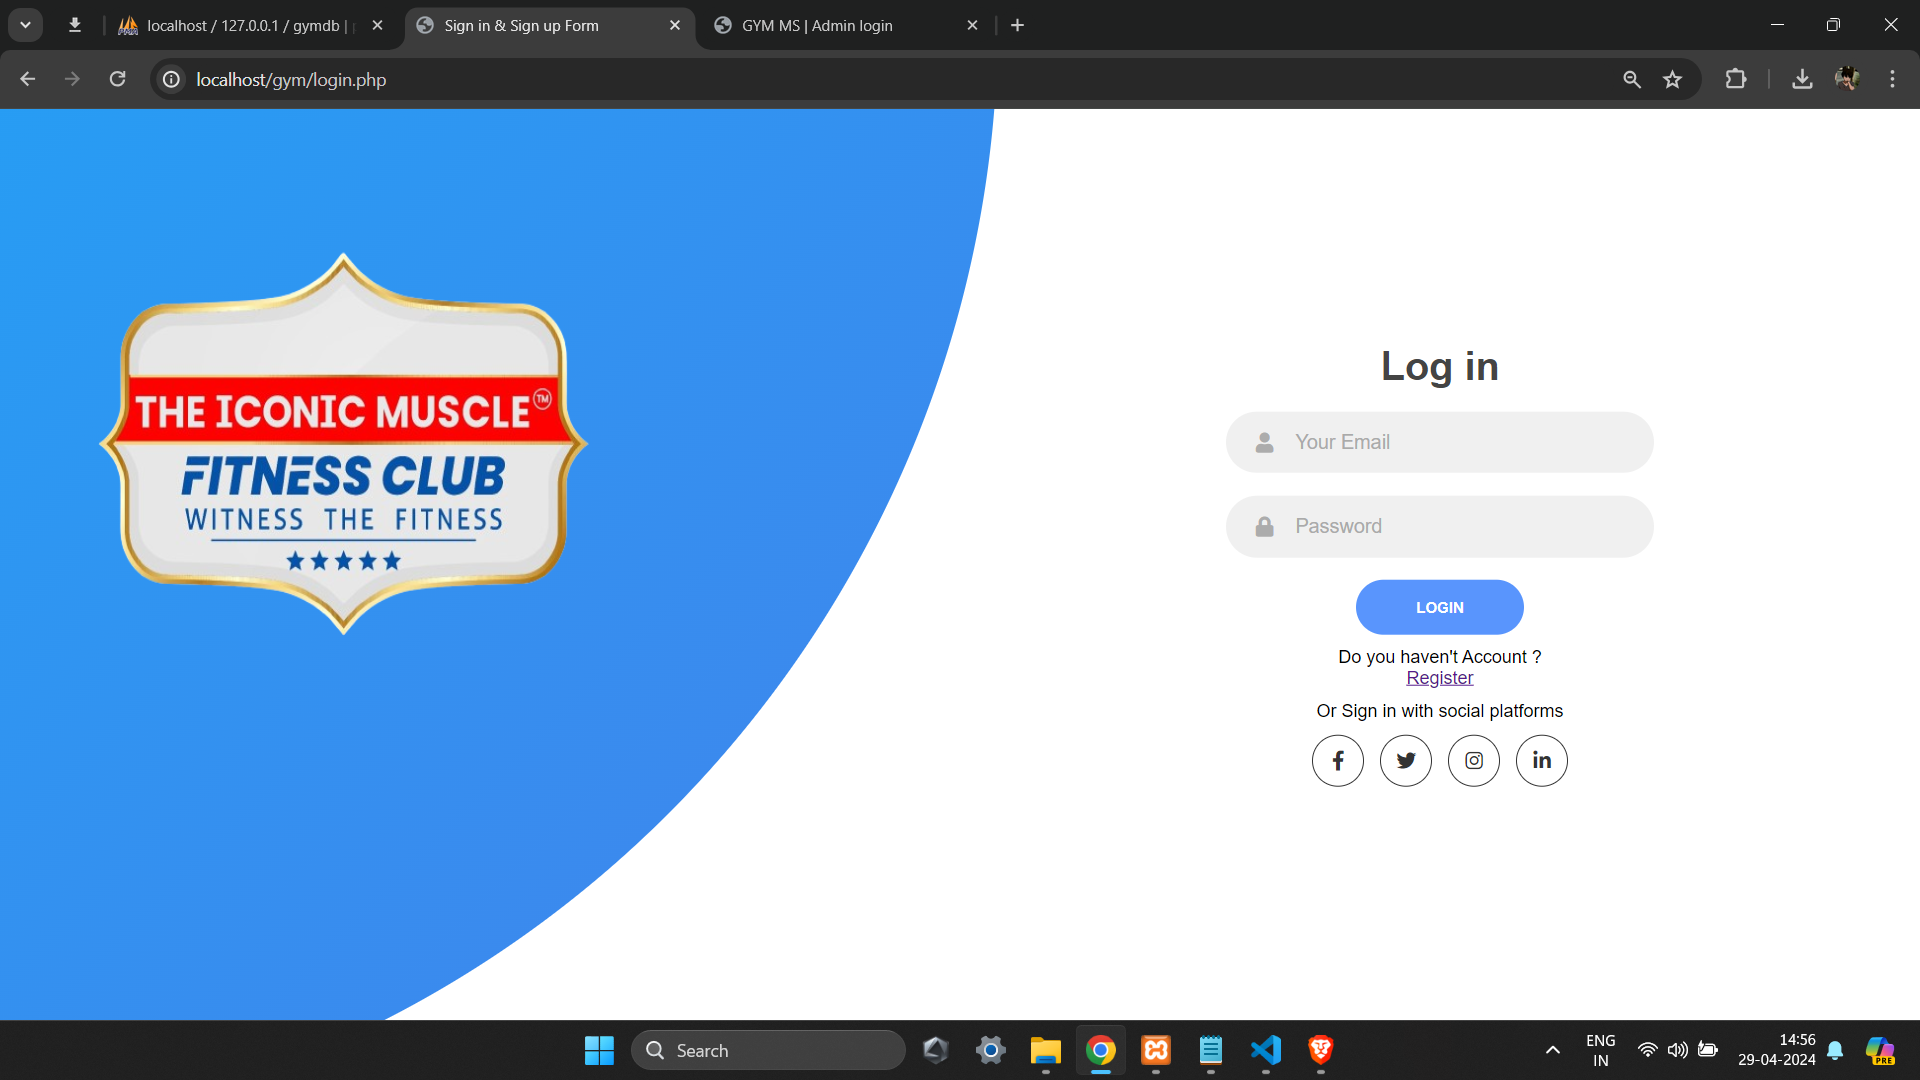 localhost / 127.0.0.1 / gymdb |
Sign in & Sign up Form
GYM MS | Admin login
localhost/gym/login.php
THE ICONIC MUSCLE™
FITNESS CLUB
WITNESS THE FITNESS
Log in
Your Email
Password
LOGIN
Do you haven't Account ?
Register
Or Sign in with social platforms
Search
ENG
IN
14:56
29-04-2024
PRE